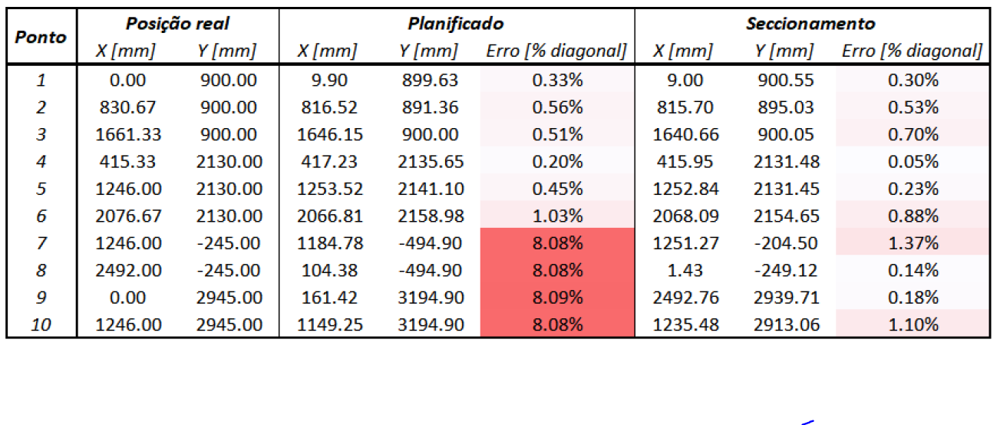 Ponto Posição real Planificado Seccionamento
X [mm] Y [mm] X [mm] Y [mm] Erro [% diagonal] X [mm] Y [mm] Erro [% diagonal]
1 0.00 900.00 9.90 899.63 0.33% 9.00 900.55 0.30%
2 830.67 900.00 816.52 891.36 0.56% 815.70 895.03 0.53%
3 1661.33 900.00 1646.15 900.00 0.51% 1640.66 900.05 0.70%
4 415.33 2130.00 417.23 2135.65 0.20% 415.95 2131.48 0.05%
5 1246.00 2130.00 1253.52 2141.10 0.45% 1252.84 2131.45 0.23%
6 2076.67 2130.00 2066.81 2158.98 1.03% 2068.09 2154.65 0.88%
7 1246.00 -245.00 1184.78 -494.90 8.08% 1251.27 -204.50 1.37%
8 2492.00 -245.00 104.38 -494.90 8.08% 1.43 -249.12 0.14%
9 0.00 2945.00 161.42 3194.90 8.09% 2492.76 2939.71 0.18%
10 1246.00 2945.00 1149.25 3194.90 8.08% 1235.48 2913.06 1.10%